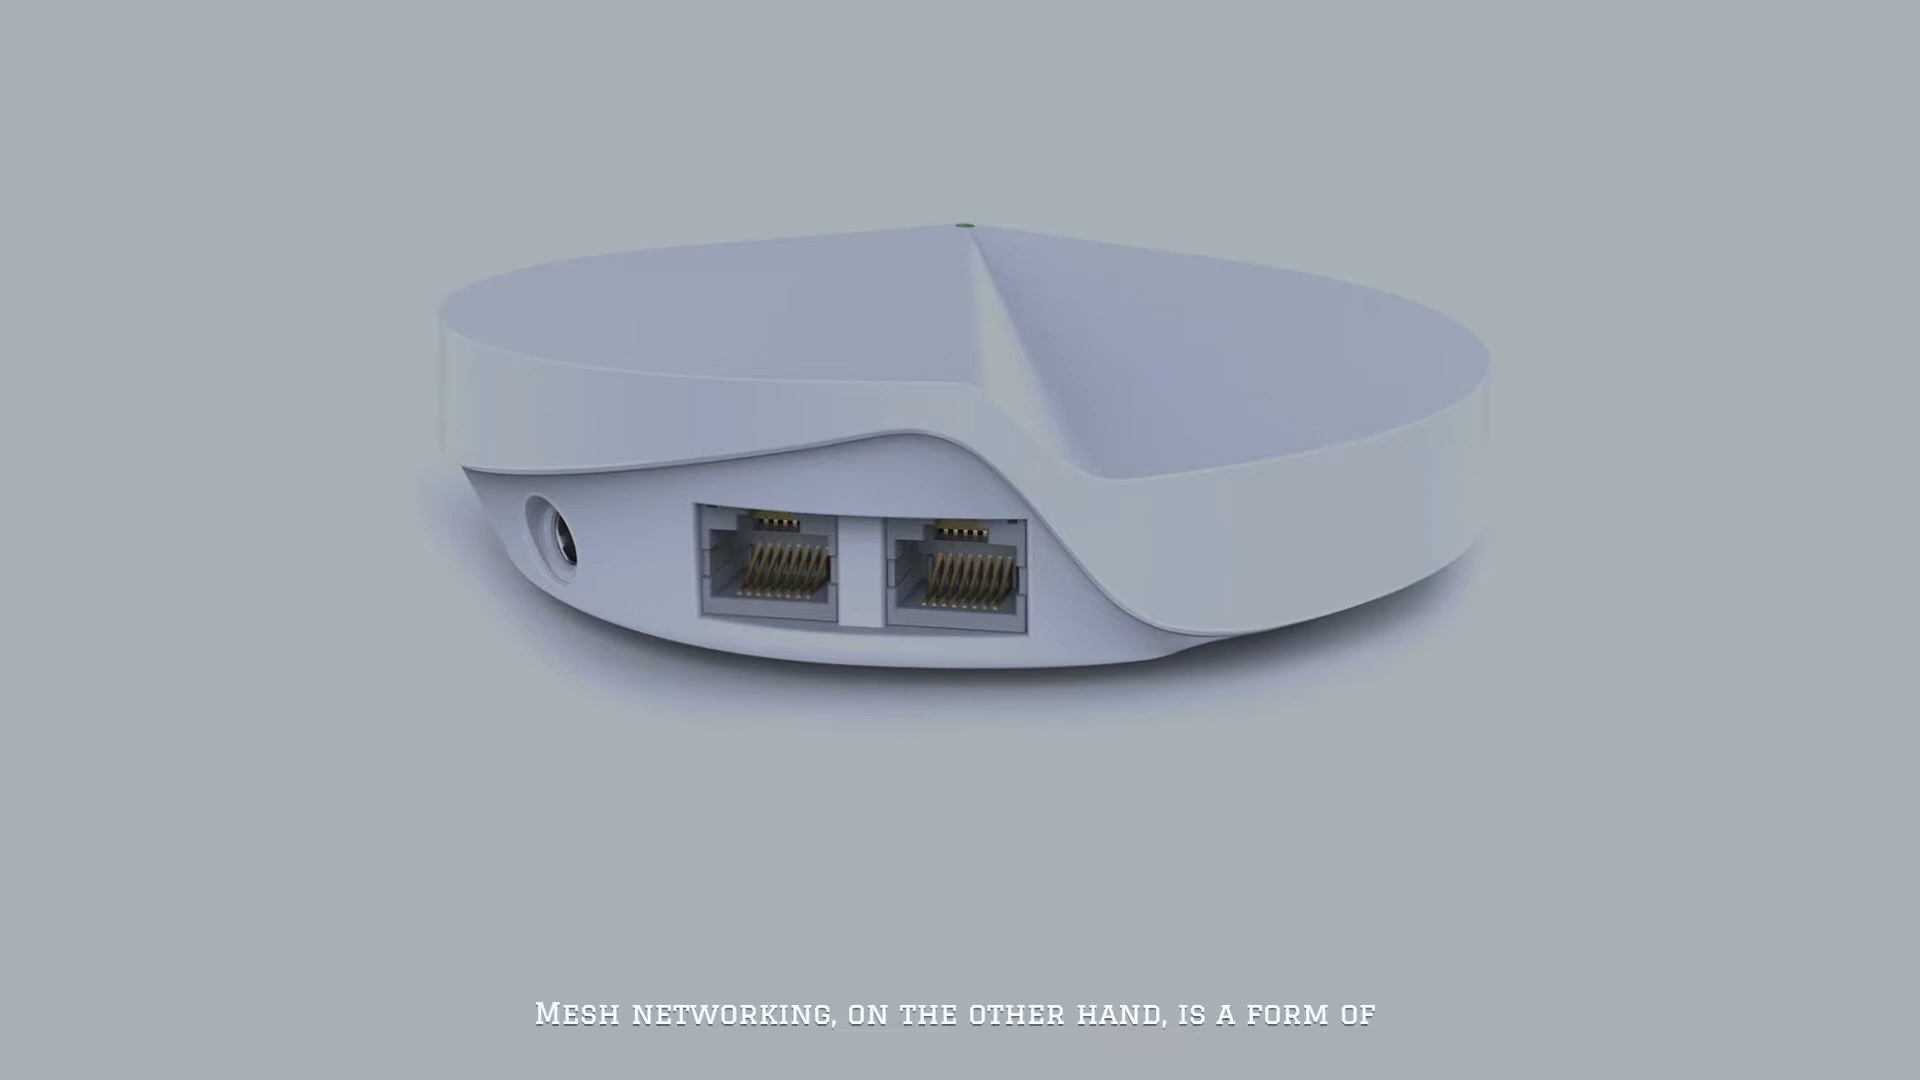 Mesh networking, on the other hand, is a form of